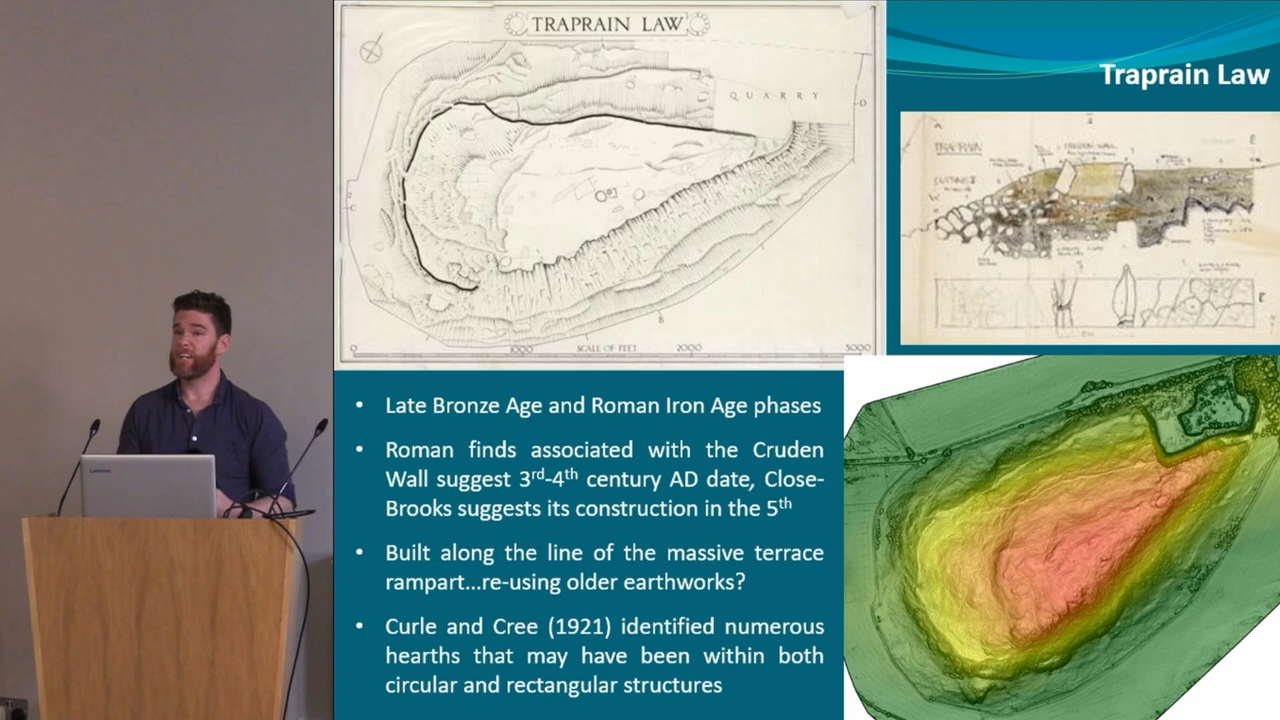 TRAPRAIN LAW
QUARRY
D
C
B
0 1000 SCALE OF FEET 2000 3000
Traprain Law
TRAPRAIN
• Late Bronze Age and Roman Iron Age phases
• Roman finds associated with the Cruden
Wall suggest 3rd-4th century AD date, Close-
Brooks suggests its construction in the 5th
• Built along the line of the massive terrace
rampart...re-using older earthworks?
• Curle and Cree (1921) identified numerous
hearths that may have been within both
circular and rectangular structures
Lenovo